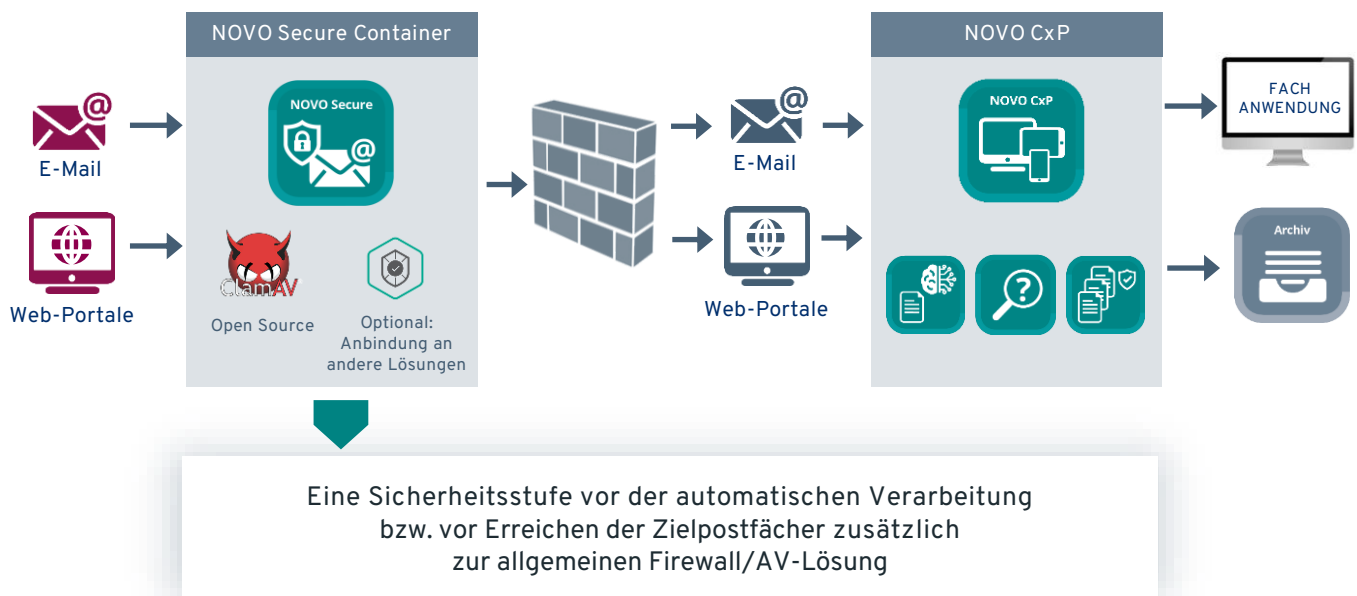 NOVO Secure Container
NOVO CxP
NOVO Secure
@
@
E-Mail
Web-Portale
ClamAV
Open Source
Optional:
Anbindung an
andere Lösungen
@
E-Mail
Web-Portale
NOVO CxP
?
FACH
ANWENDUNG
Archiv
Eine Sicherheitsstufe vor der automatischen Verarbeitung
bzw. vor Erreichen der Zielpostfächer zusätzlich
zur allgemeinen Firewall/AV-Lösung